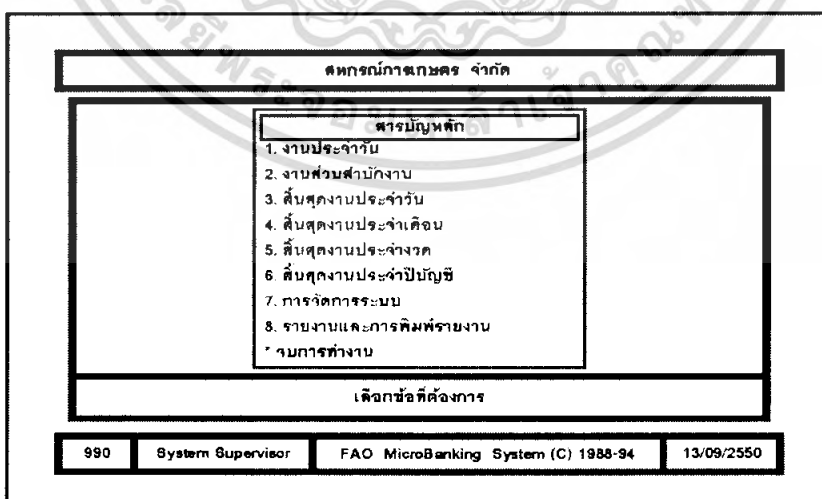 สหกรณ์การเกษตร จำกัด
สารบัญหลัก
1. งานประจำวัน
2. งานส่วนสำนักงาน
3. สิ้นสุดงานประจำวัน
4. สิ้นสุดงานประจำเดือน
5. สิ้นสุดงานประจำงวด
6. สิ้นสุดงานประจำปีบัญชี
7. การจัดการระบบ
8. รายงานและการพิมพ์รายงาน
* จบการทำงาน
เลือกข้อที่ต้องการ
990 System Supervisor FAO MicroBanking System (C) 1988-94 13/09/2550